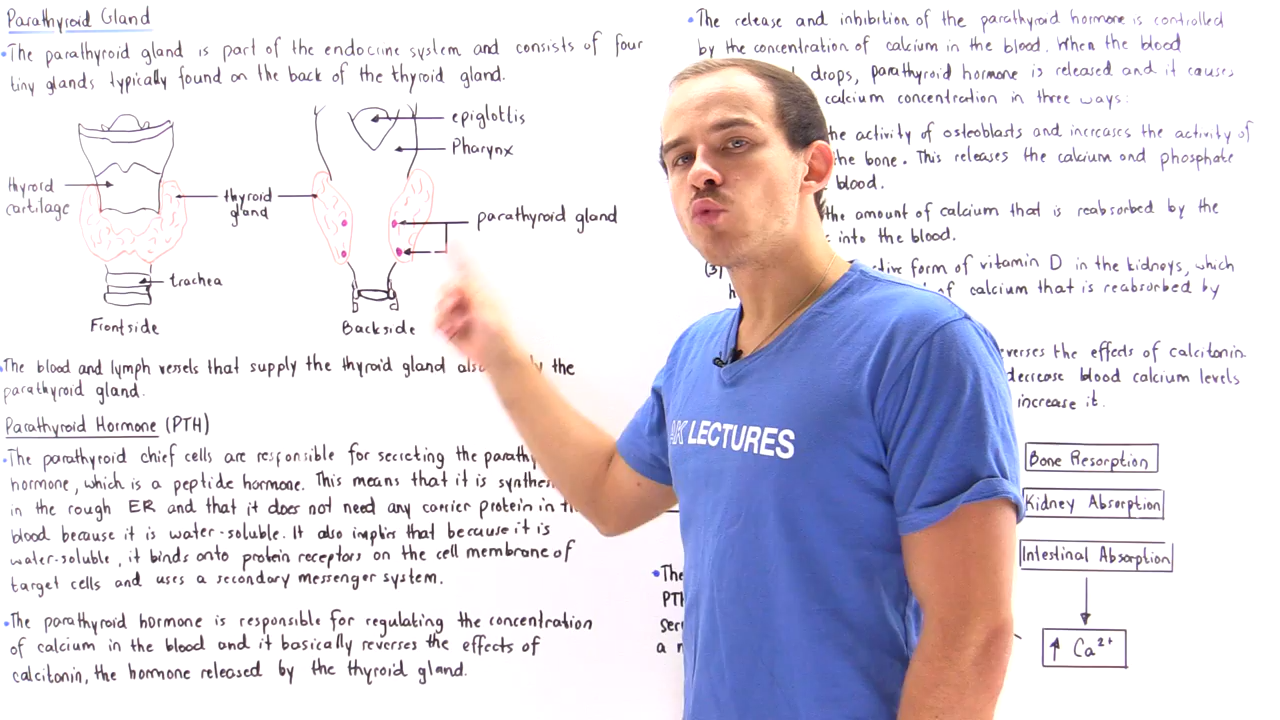 Parathyroid Gland
•The parathyroid gland is part of the endocrine system and consists of four
tiny glands typically found on the back of the thyroid gland.
epiglottis
Pharynx
thyroid
cartilage
thyroid
gland
parathyroid gland
trachea
Frontside
Backside
•The blood and lymph vessels that supply the thyroid gland the
parathyroid gland.
Parathyroid Hormone (PTH)
•The parathyroid chief cells are responsible for secreting the
hormone, which is a peptide hormone. This means that it is
in the rough ER and that it does not need any carrier protein in
blood because it is water-soluble. It also implies that because it is
water-soluble, it binds onto protein receptors on the cell membrane of
target cells and uses a secondary messenger system.
•The parathyroid hormone is responsible for regulating the concentration
of calcium in the blood and it basically reverses the effects of
calcitonin, the hormone released by the thyroid gland.
•The release and inhibition of the parathyroid hormone is controlled
by the concentration of calcium in the blood. When the blood
drops, parathyroid hormone is released and it causes
calcium concentration in three ways:
the activity of osteoblasts and increases the activity of
the bone. This releases the calcium and phosphate
blood.
the amount of calcium that is reabsorbed by the
into the blood.
(3) form of vitamin D in the kidneys, which
of calcium that is reabsorbed by
the effects of calcitonin
decrease blood calcium levels
increase it.
Bone Resorption
Kidney Absorption
Intestinal Absorption
↑ Ca²⁺
•The
PTH
a
AK LECTURES